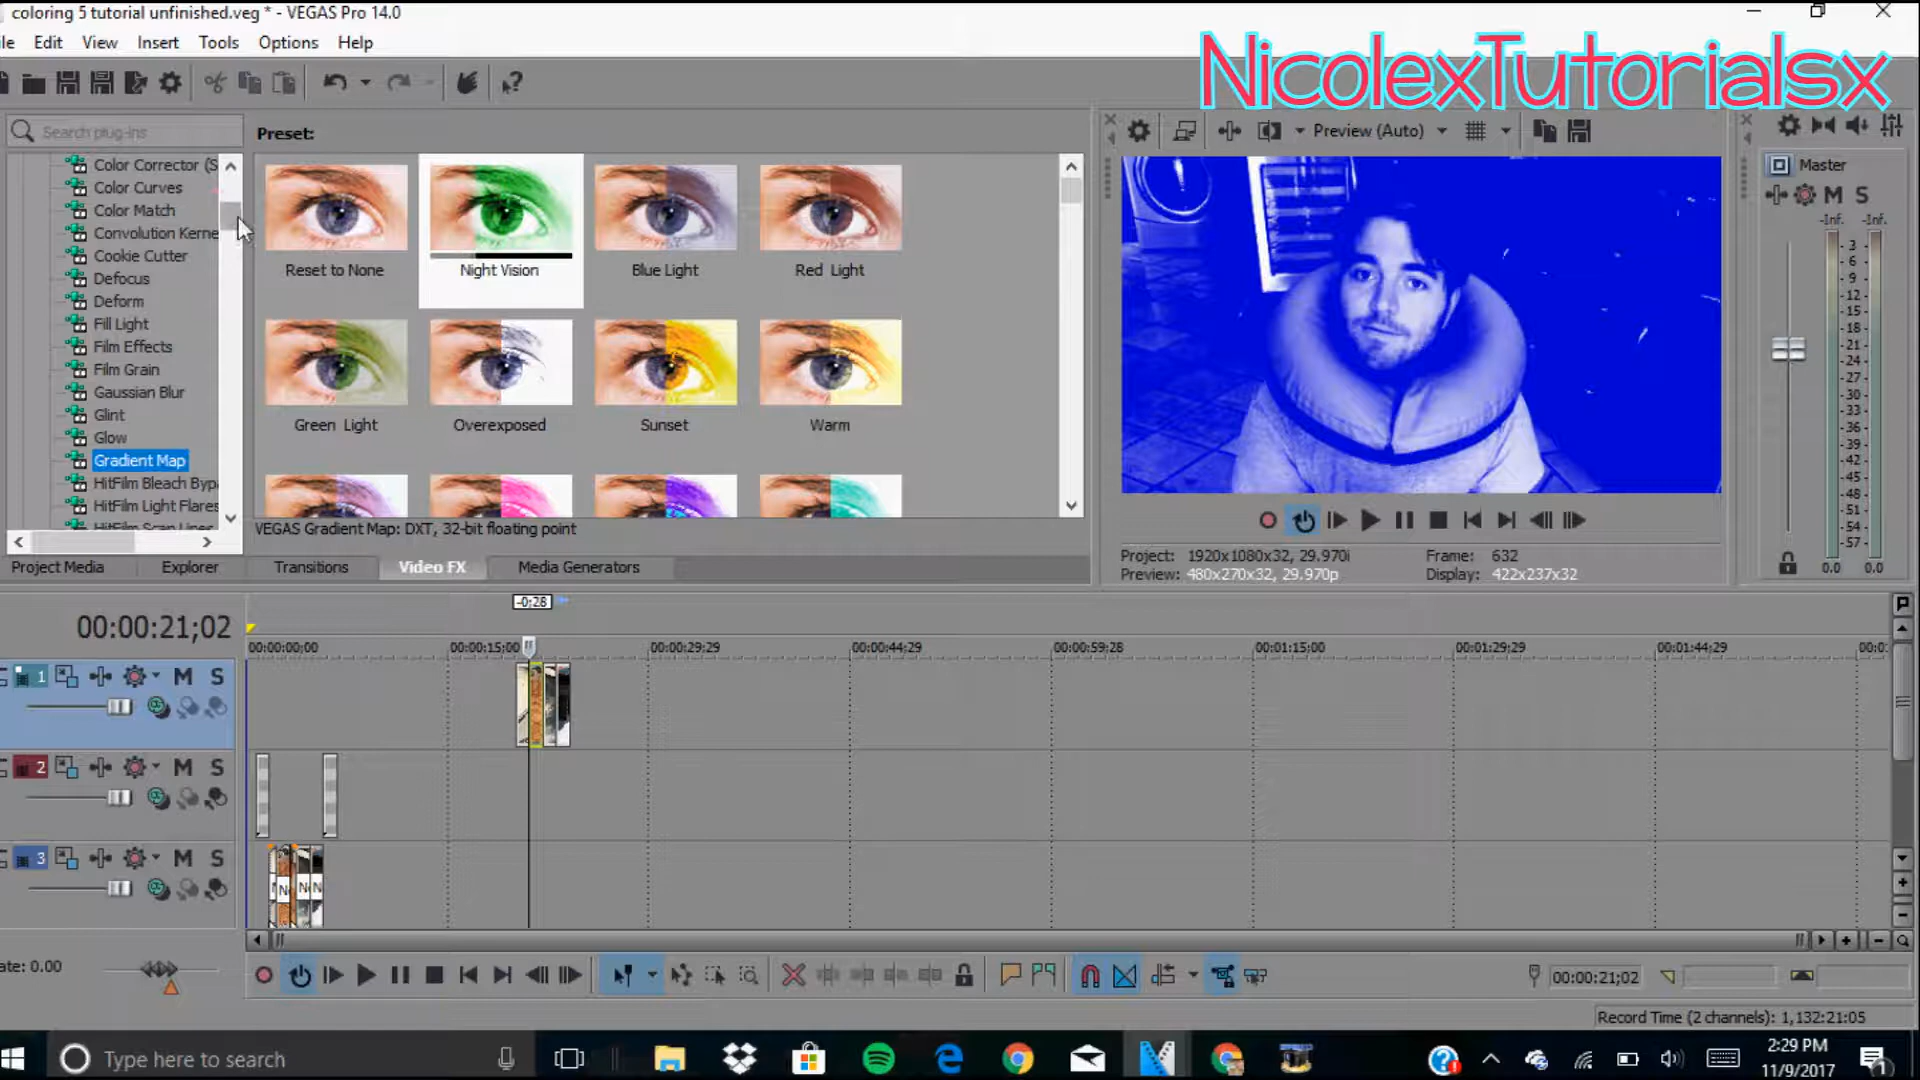 coloring 5 tutorial unfinished.veg * - VEGAS Pro 14.0
Edit View Insert Tools Options Help
NicolexTutorialsx
Search plug-ins
Preset:
Preview (Auto)
Master
Color Corrector (S
Color Curves
Color Match
Convolution Kerne
Cookie Cutter
Defocus
Deform
Fill Light
Film Effects
Film Grain
Gaussian Blur
Glint
Glow
Gradient Map
HitFilm Bleach Byp
HitFilm Light Flares
HitFilm Scan Lines
Reset to None
Night Vision
Blue Light
Red Light
Green Light
Overexposed
Sunset
Warm
VEGAS Gradient Map: DXT, 32-bit floating point
M S
-Inf. -Inf.
3
6
9
12
15
18
21
24
27
30
33
36
39
42
45
48
51
54
57
0.0 0.0
Project: 1920x1080x32, 29.970i
Preview: 480x270x32, 29.970p
Frame: 632
Display: 422x237x32
Project Media Explorer Transitions Video FX Media Generators
-0;28
00:00:21;02
00:00:00;00 00:00:15;00 00:00:29;29 00:00:44;29 00:00:59;28 00:01:15;00 00:01:29;29 00:01:44;29 00:0
1 M S
2 M S
3 M S
ate: 0.00
00:00:21;02
Record Time (2 channels): 1,132:21:05
Type here to search
2:29 PM
11/9/2017